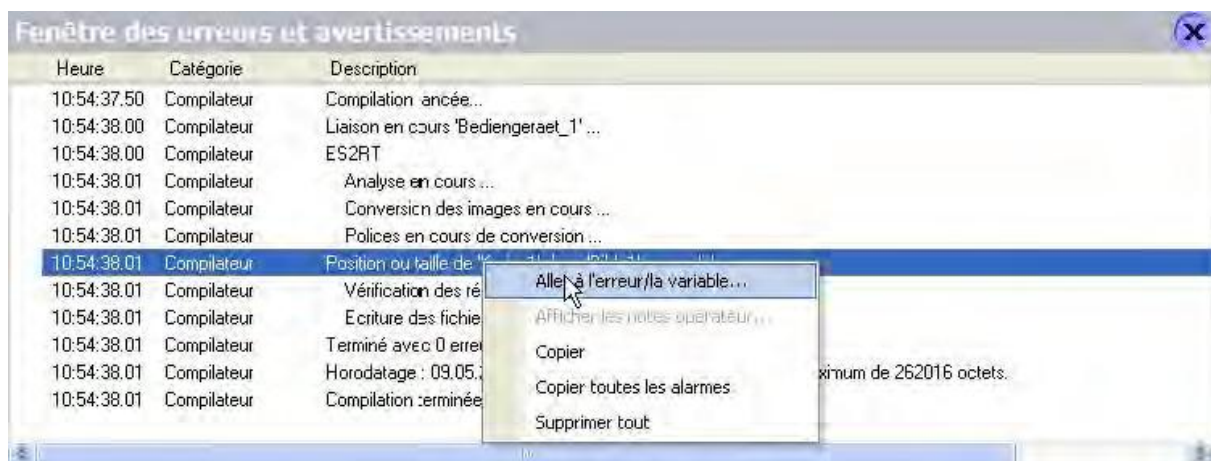 Fenêtre des erreurs et avertissements
Heure Catégorie Description
10:54:37.50 Compilateur Compilation lancée...
10:54:38.00 Compilateur Liaison en cours 'Bediengeraet_1' ...
10:54:38.00 Compilateur ES2RT
10:54:38.01 Compilateur Analyse en cours ...
10:54:38.01 Compilateur Conversion des images en cours ...
10:54:38.01 Compilateur Polices en cours de conversion ...
10:54:38.01 Compilateur Position ou taille de
10:54:38.01 Compilateur Vérification des ré
10:54:38.01 Compilateur Ecriture des fichie
10:54:38.01 Compilateur Terminé avec 0 erre
10:54:38.01 Compilateur Horodatage : 09.05. ximum de 262016 octets.
10:54:38.01 Compilateur Compilation terminée
Aller à l'erreur/la variable...
Afficher les notes opérateur...
Copier
Copier toutes les alarmes
Supprimer tout